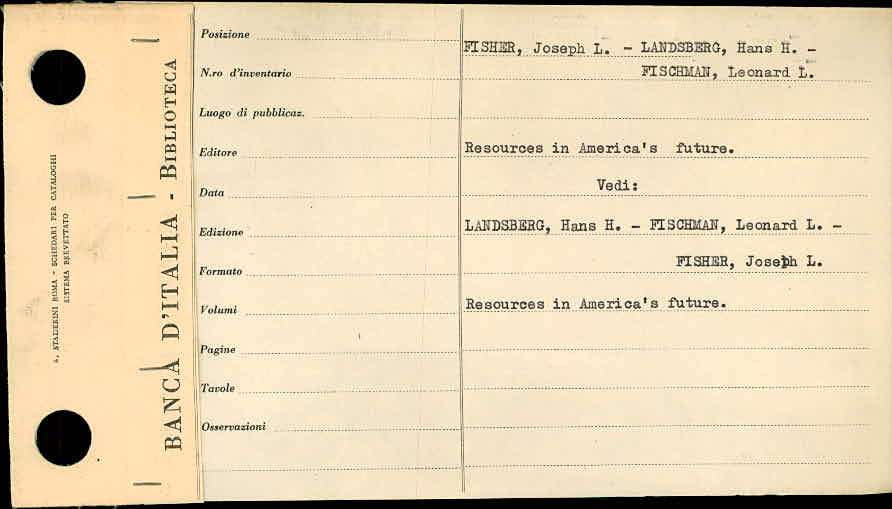 A. STADERINI ROMA - SCHEDARI PER CATALOGHI
SISTEMA BREVETTATO
BANCA D'ITALIA - BIBLIOTECA
Posizione
N.ro d'inventario
Luogo di pubblicaz.
Editore
Data
Edizione
Formato
Volumi
Pagine
Tavole
Osservazioni
FISHER, Joseph L. - LANDSBERG, Hans H. -
FISCHMAN, Leonard L.
Resources in America's future.
Vedi:
LANDSBERG, Hans H. - FISCHMAN, Leonard L. -
FISHER, Joseph L.
Resources in America's future.